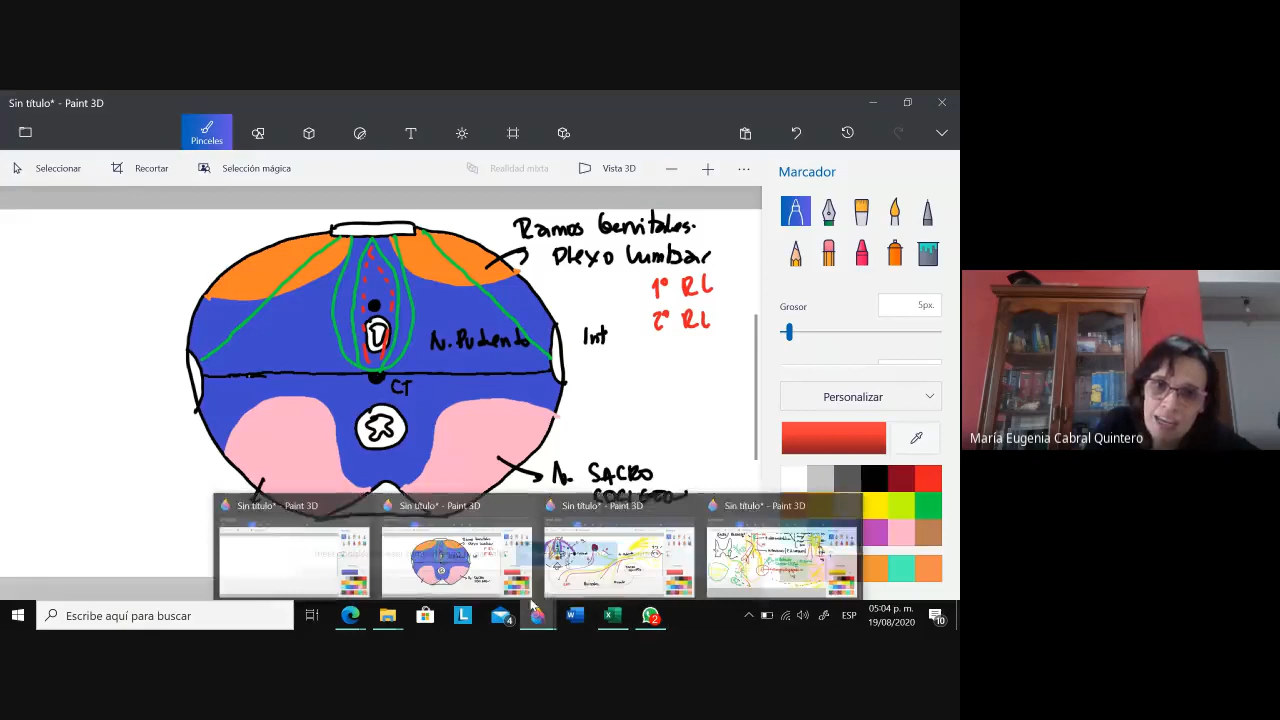 Sin título* - Paint 3D
Pinceles
Seleccionar
Recortar
Selección mágica
Realidad mixta
Vista 3D
Marcador
Grosor
5px.
Personalizar
Ramos Genitales.
Plexo lumbar
1° RL
2° RL
N. Pudendo
Int
CT
N. SACRO
Sin título* - Paint 3D
Sin título* - Paint 3D
Sin título* - Paint 3D
Sin título* - Paint 3D
María Eugenia Cabral Quintero
Escribe aquí para buscar
L
4
2
ESP
05:04 p. m.
19/08/2020
10